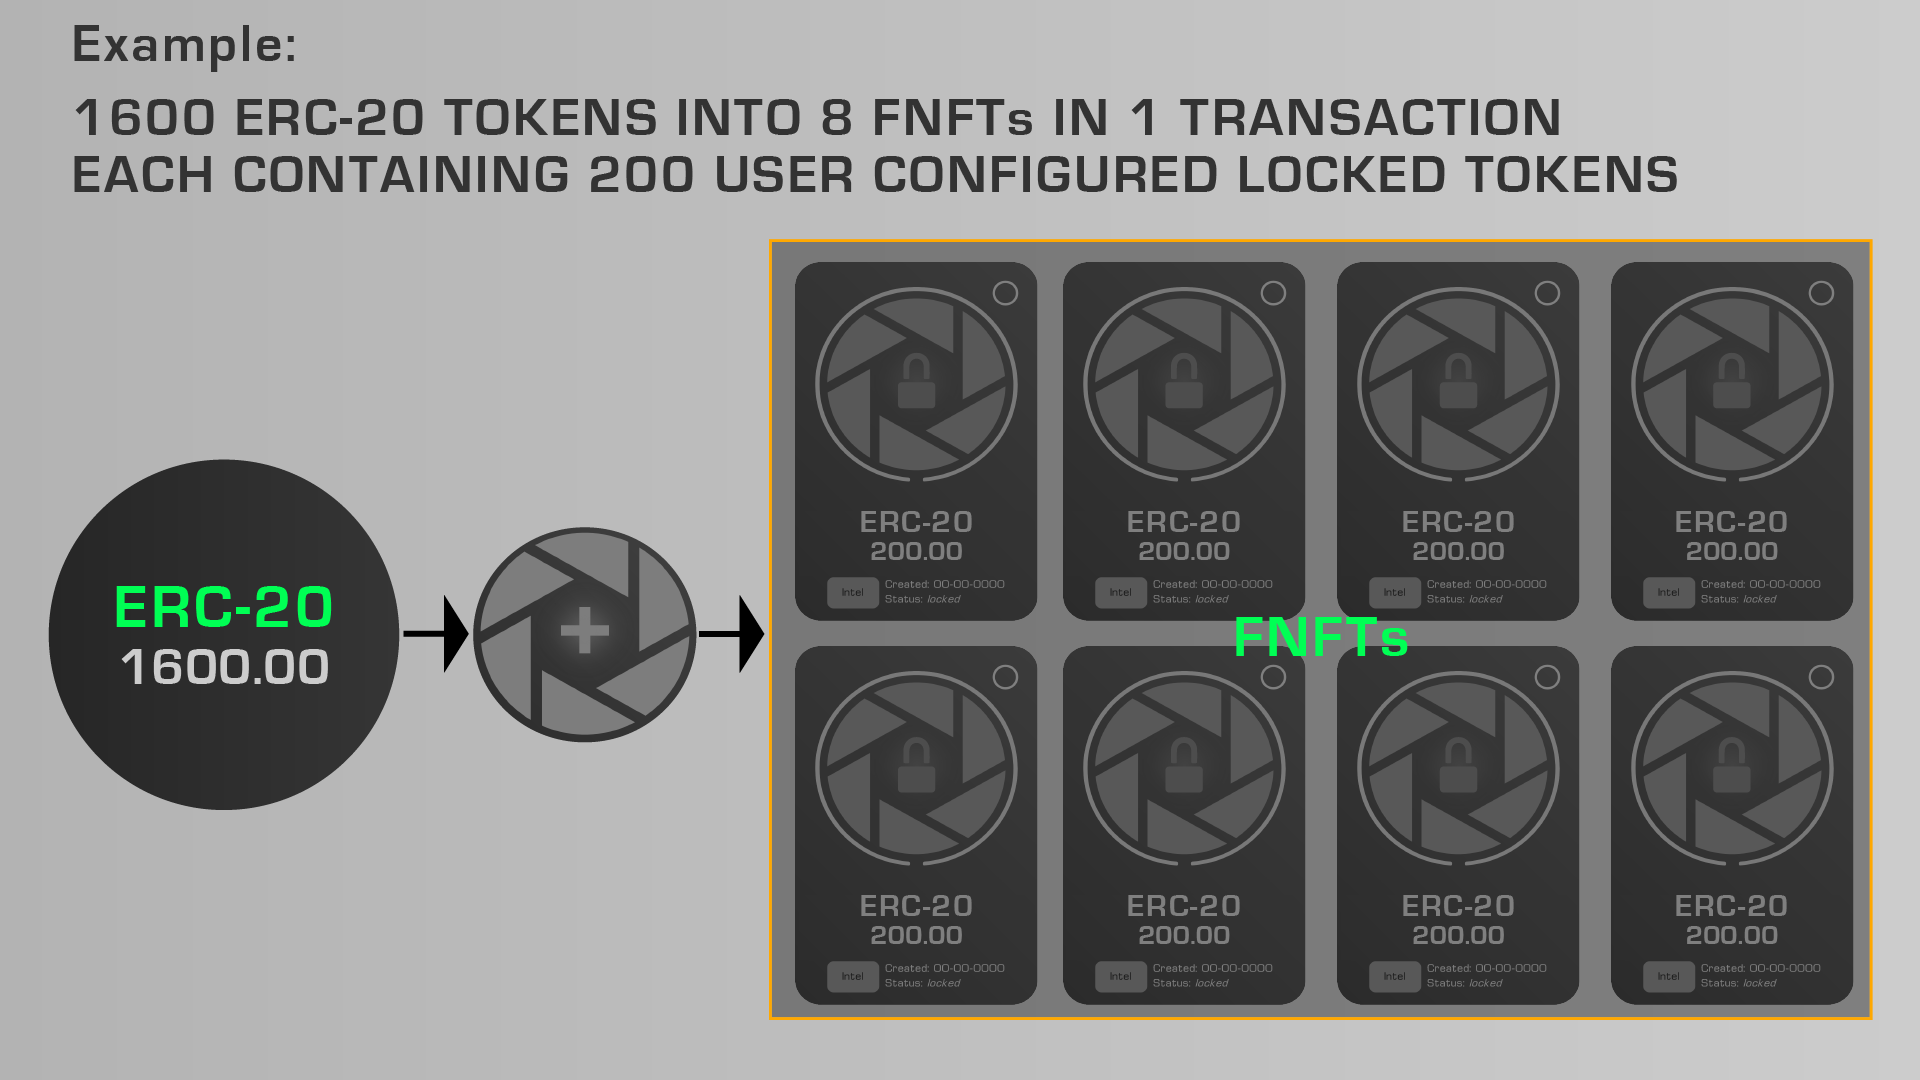 Example:
1600 ERC-20 TOKENS INTO 8 FNFTs IN 1 TRANSACTION
EACH CONTAINING 200 USER CONFIGURED LOCKED TOKENS
ERC-20
1600.00
ERC-20
200.00
Intel
Created: 00-00-0000
Status: locked
ERC-20
200.00
Intel
Created: 00-00-0000
Status: locked
ERC-20
200.00
Intel
Created: 00-00-0000
Status: locked
ERC-20
200.00
Intel
Created: 00-00-0000
Status: locked
FNFTs
ERC-20
200.00
Intel
Created: 00-00-0000
Status: locked
ERC-20
200.00
Intel
Created: 00-00-0000
Status: locked
ERC-20
200.00
Intel
Created: 00-00-0000
Status: locked
ERC-20
200.00
Intel
Created: 00-00-0000
Status: locked